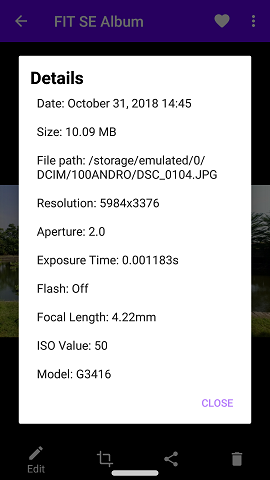 FIT SE Album
Details
Date: October 31, 2018 14:45
Size: 10.09 MB
File path: /storage/emulated/0/
DCIM/100ANDRO/DSC_0104.JPG
Resolution: 5984x3376
Aperture: 2.0
Exposure Time: 0.001183s
Flash: Off
Focal Length: 4.22mm
ISO Value: 50
Model: G3416
CLOSE
Edit